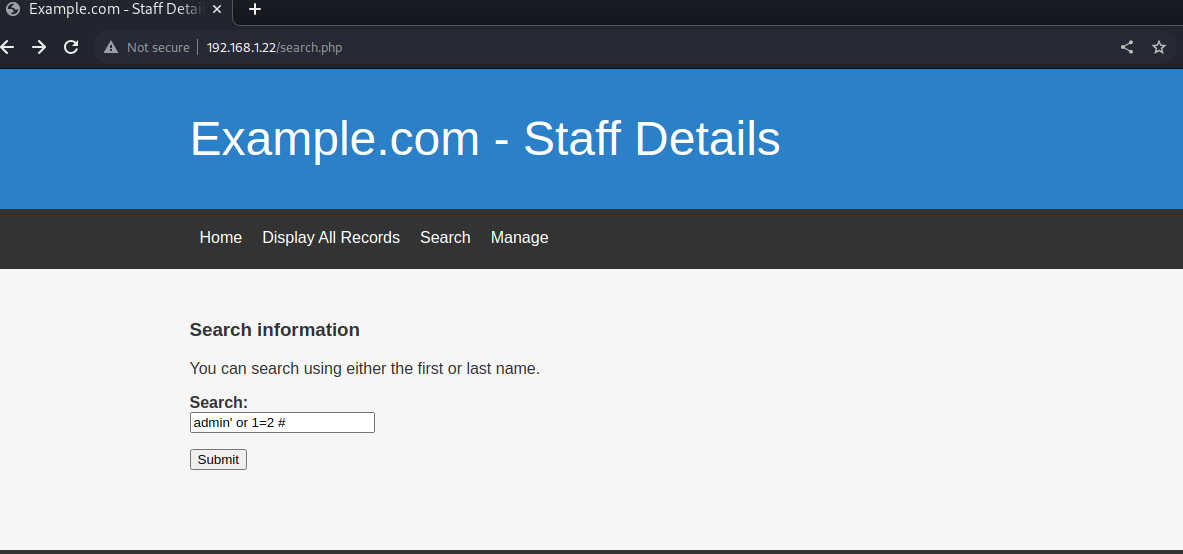 Example.com - Staff Detai
Not secure 192.168.1.22/search.php
Example.com - Staff Details
Home Display All Records Search Manage
Search information
You can search using either the first or last name.
Search:
admin' or 1=2 #
Submit